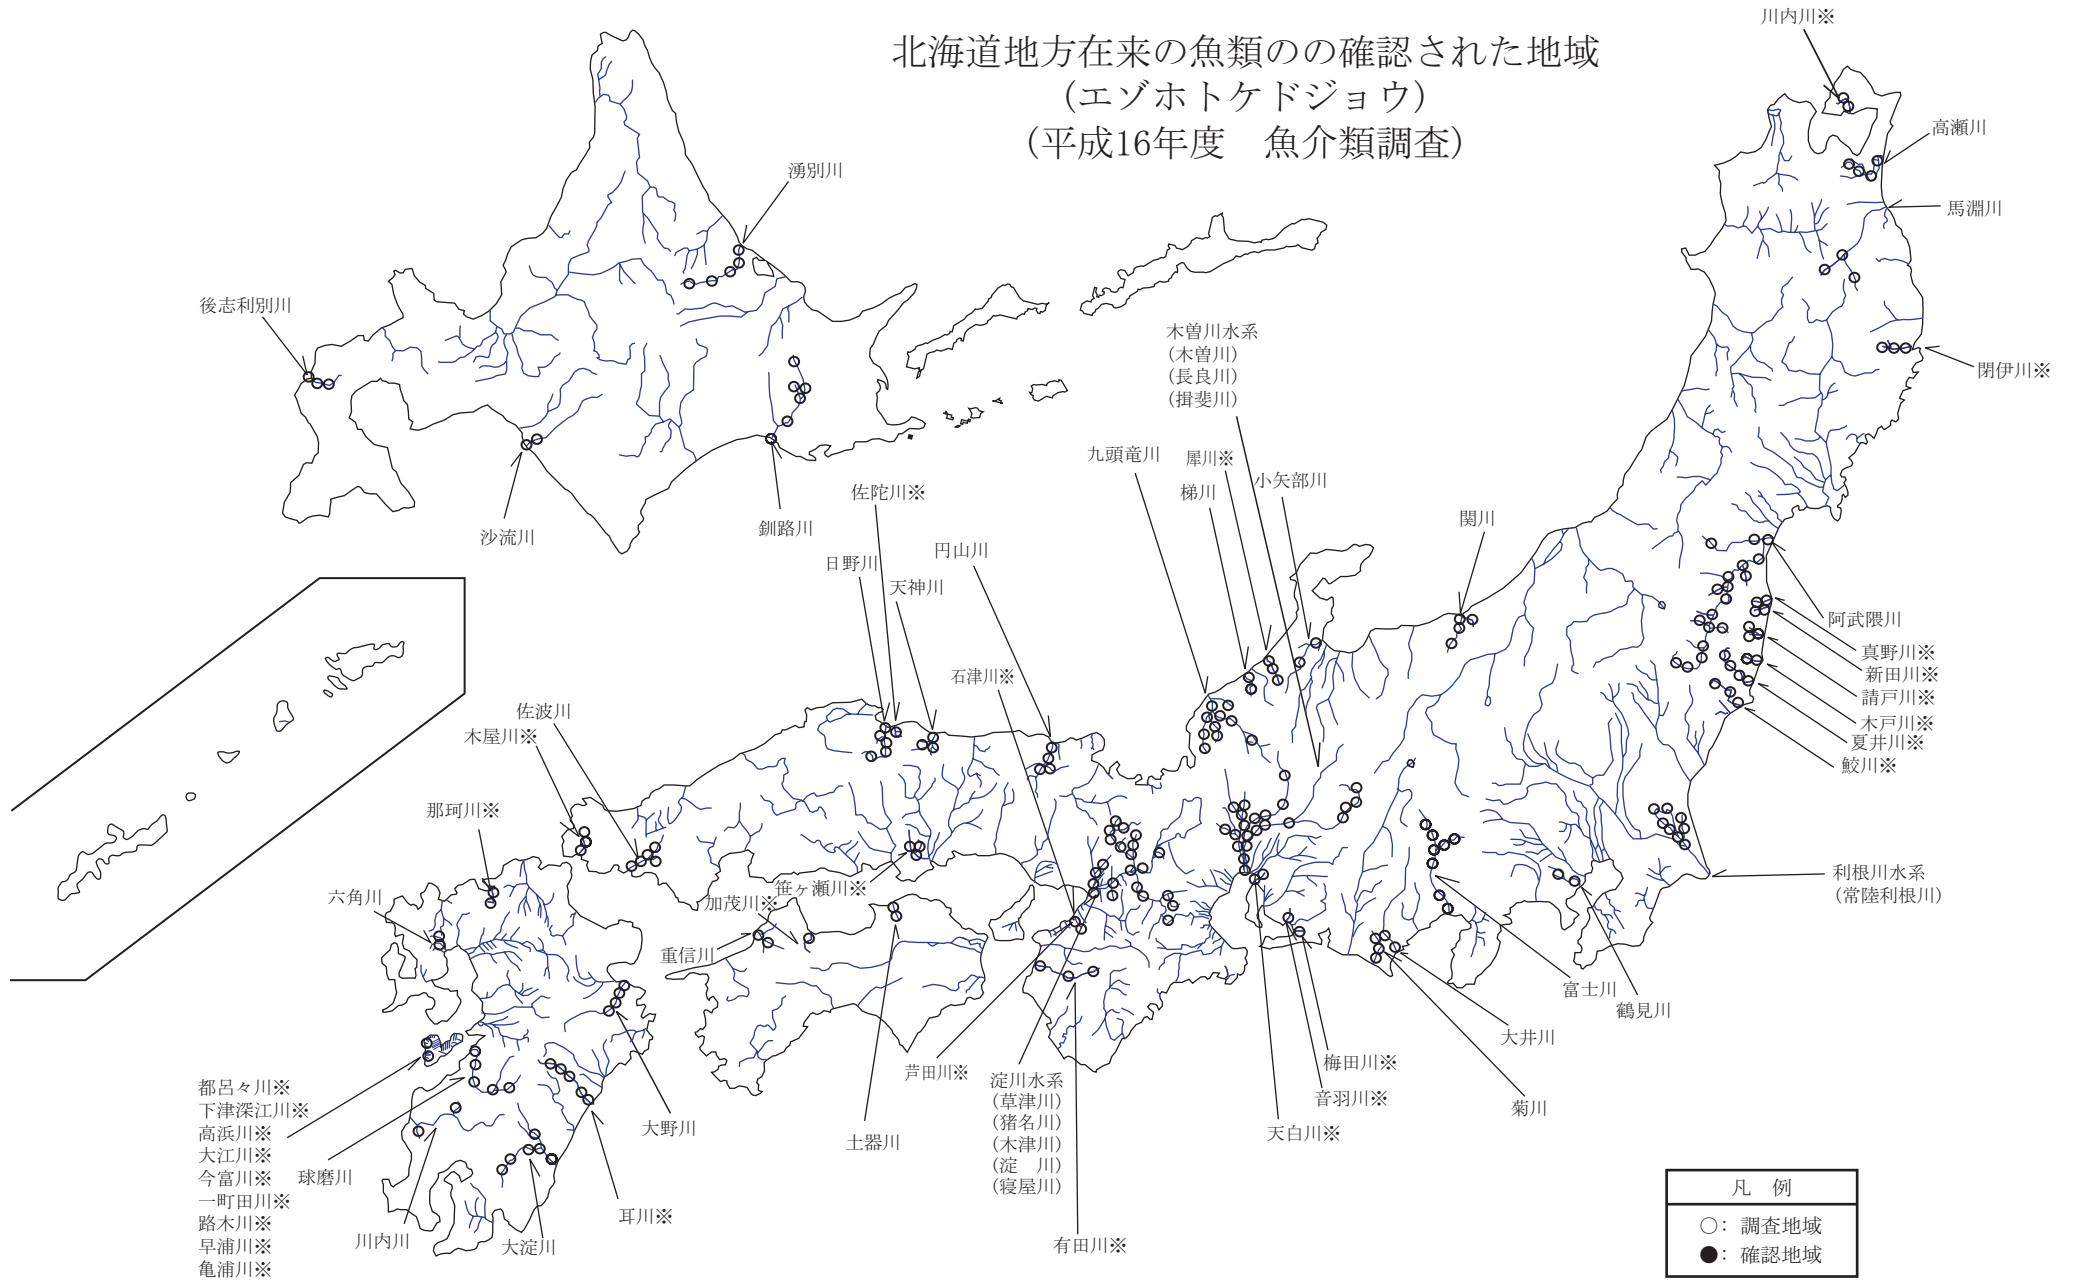 北海道地方在来の魚類のの確認された地域
(エゾホトケドジョウ)
(平成16年度　魚介類調査)
川内川※
高瀬川
馬淵川
閉伊川※
湧別川
後志利別川
沙流川
釧路川
木曽川水系
(木曽川)
(長良川)
(揖斐川)
九頭竜川
犀川※
梯川
小矢部川
関川
佐陀川※
日野川
天神川
円山川
石津川※
阿武隈川
真野川※
新田川※
請戸川※
木戸川※
夏井川※
鮫川※
佐波川
木屋川※
那珂川※
六角川
笹ヶ瀬川※
加茂川※
重信川
利根川水系
(常陸利根川)
富士川
鶴見川
大井川
菊川
梅田川※
音羽川※
天白川※
芦田川※
淀川水系
(草津川)
(猪名川)
(木津川)
(淀　川)
(寝屋川)
有田川※
土器川
大野川
耳川※
大淀川
川内川
球磨川
都呂々川※
下津深江川※
高浜川※
大江川※
今富川※
一町田川※
路木川※
早浦川※
亀浦川※
凡　例
○：調査地域
●：確認地域